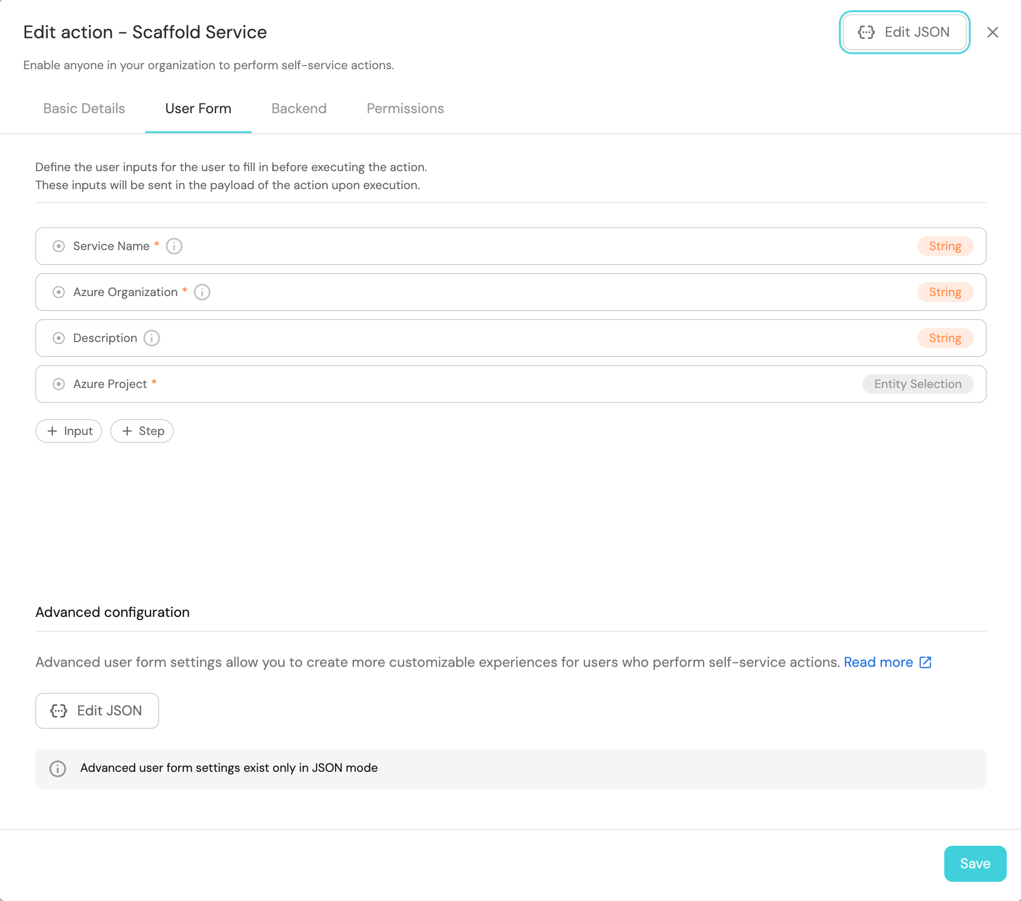 Edit action - Scaffold Service
Edit JSON
Enable anyone in your organization to perform self-service actions.
Basic Details
User Form
Backend
Permissions
Define the user inputs for the user to fill in before executing the action.
These inputs will be sent in the payload of the action upon execution.
Service Name *
String
Azure Organization *
String
Description
String
Azure Project *
Entity Selection
+ Input
+ Step
Advanced configuration
Advanced user form settings allow you to create more customizable experiences for users who perform self-service actions. Read more
Edit JSON
Advanced user form settings exist only in JSON mode
Save